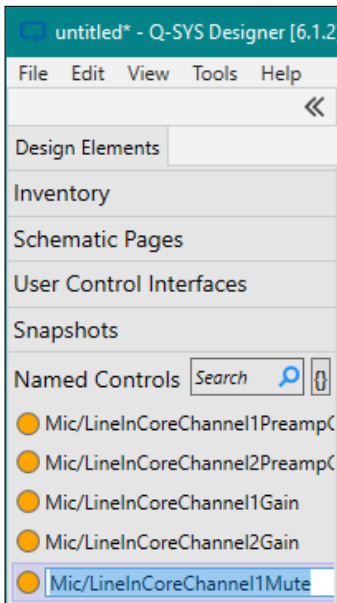 untitled* - Q-SYS Designer [6.1.2
File Edit View Tools Help
«
Design Elements
Inventory
Schematic Pages
User Control Interfaces
Snapshots
Named Controls Search {}
Mic/LineInCoreChannel1Preamp
Mic/LineInCoreChannel2Preamp
Mic/LineInCoreChannel1Gain
Mic/LineInCoreChannel2Gain
Mic/LineInCoreChannel1Mute